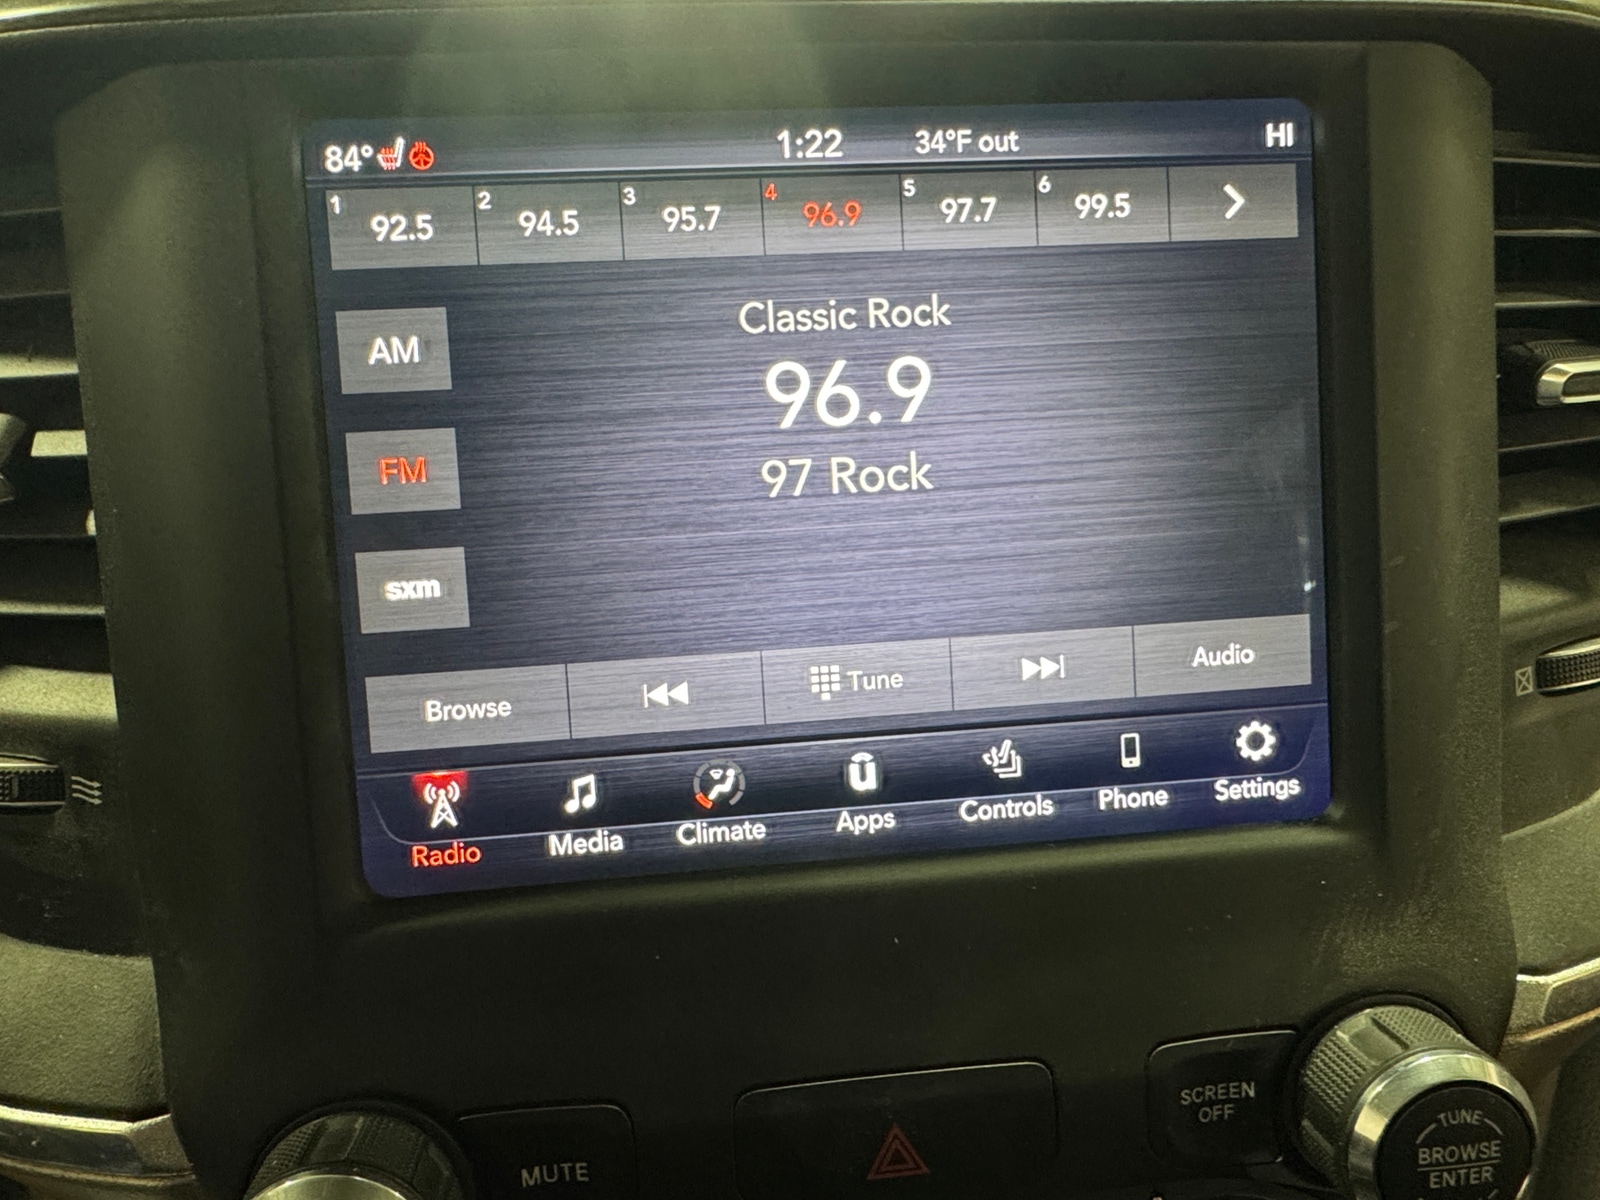 84° 1:22 34°F out HI
1 92.5 2 94.5 3 95.7 4 96.9 5 97.7 6 99.5
Classic Rock
AM
96.9
FM
97 Rock
sxm
Browse Tune Audio
Radio Media Climate Apps Controls Phone Settings
SCREEN
OFF
MUTE
TUNE
BROWSE
ENTER